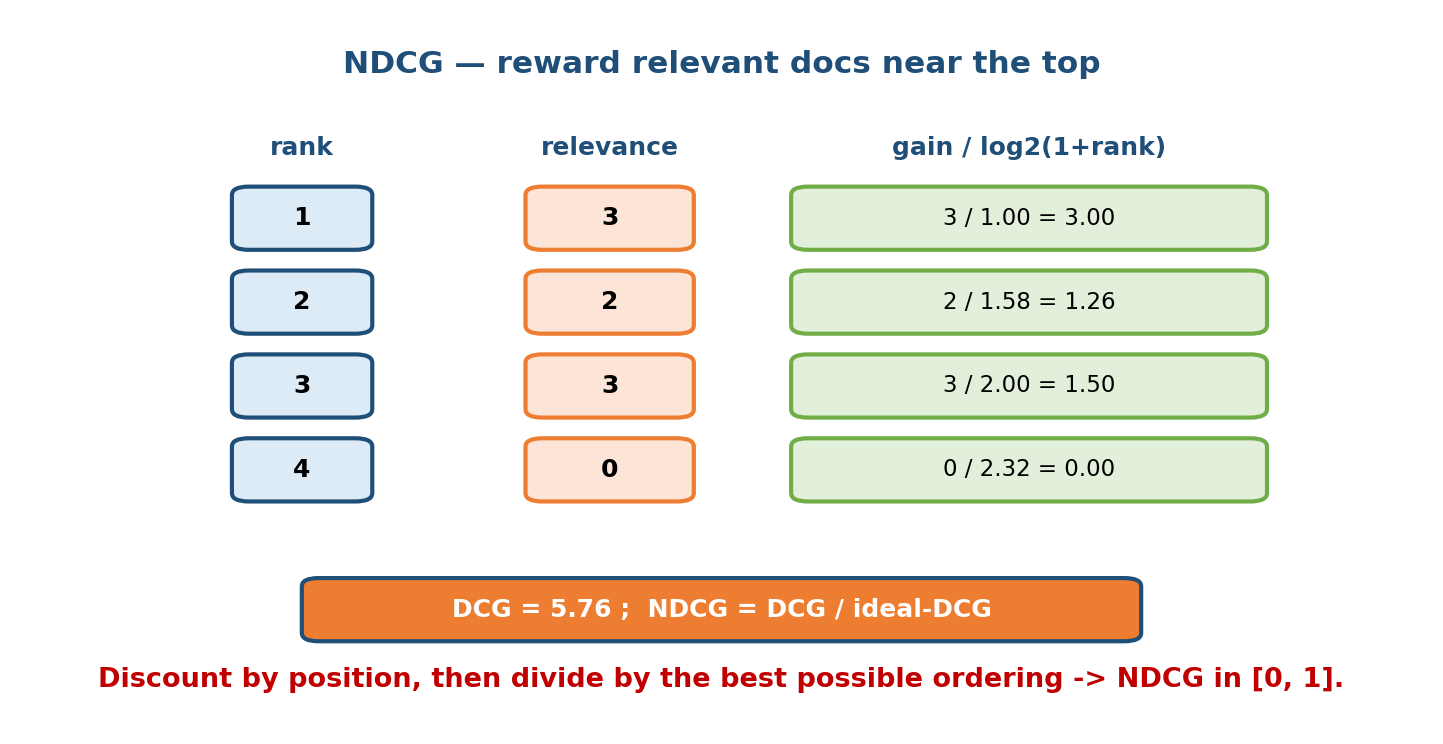 NDCG — reward relevant docs near the top
rank relevance gain / log2(1+rank)
1 3 3 / 1.00 = 3.00
2 2 2 / 1.58 = 1.26
3 3 3 / 2.00 = 1.50
4 0 0 / 2.32 = 0.00
DCG = 5.76 ;  NDCG = DCG / ideal-DCG
Discount by position, then divide by the best possible ordering -> NDCG in [0, 1].